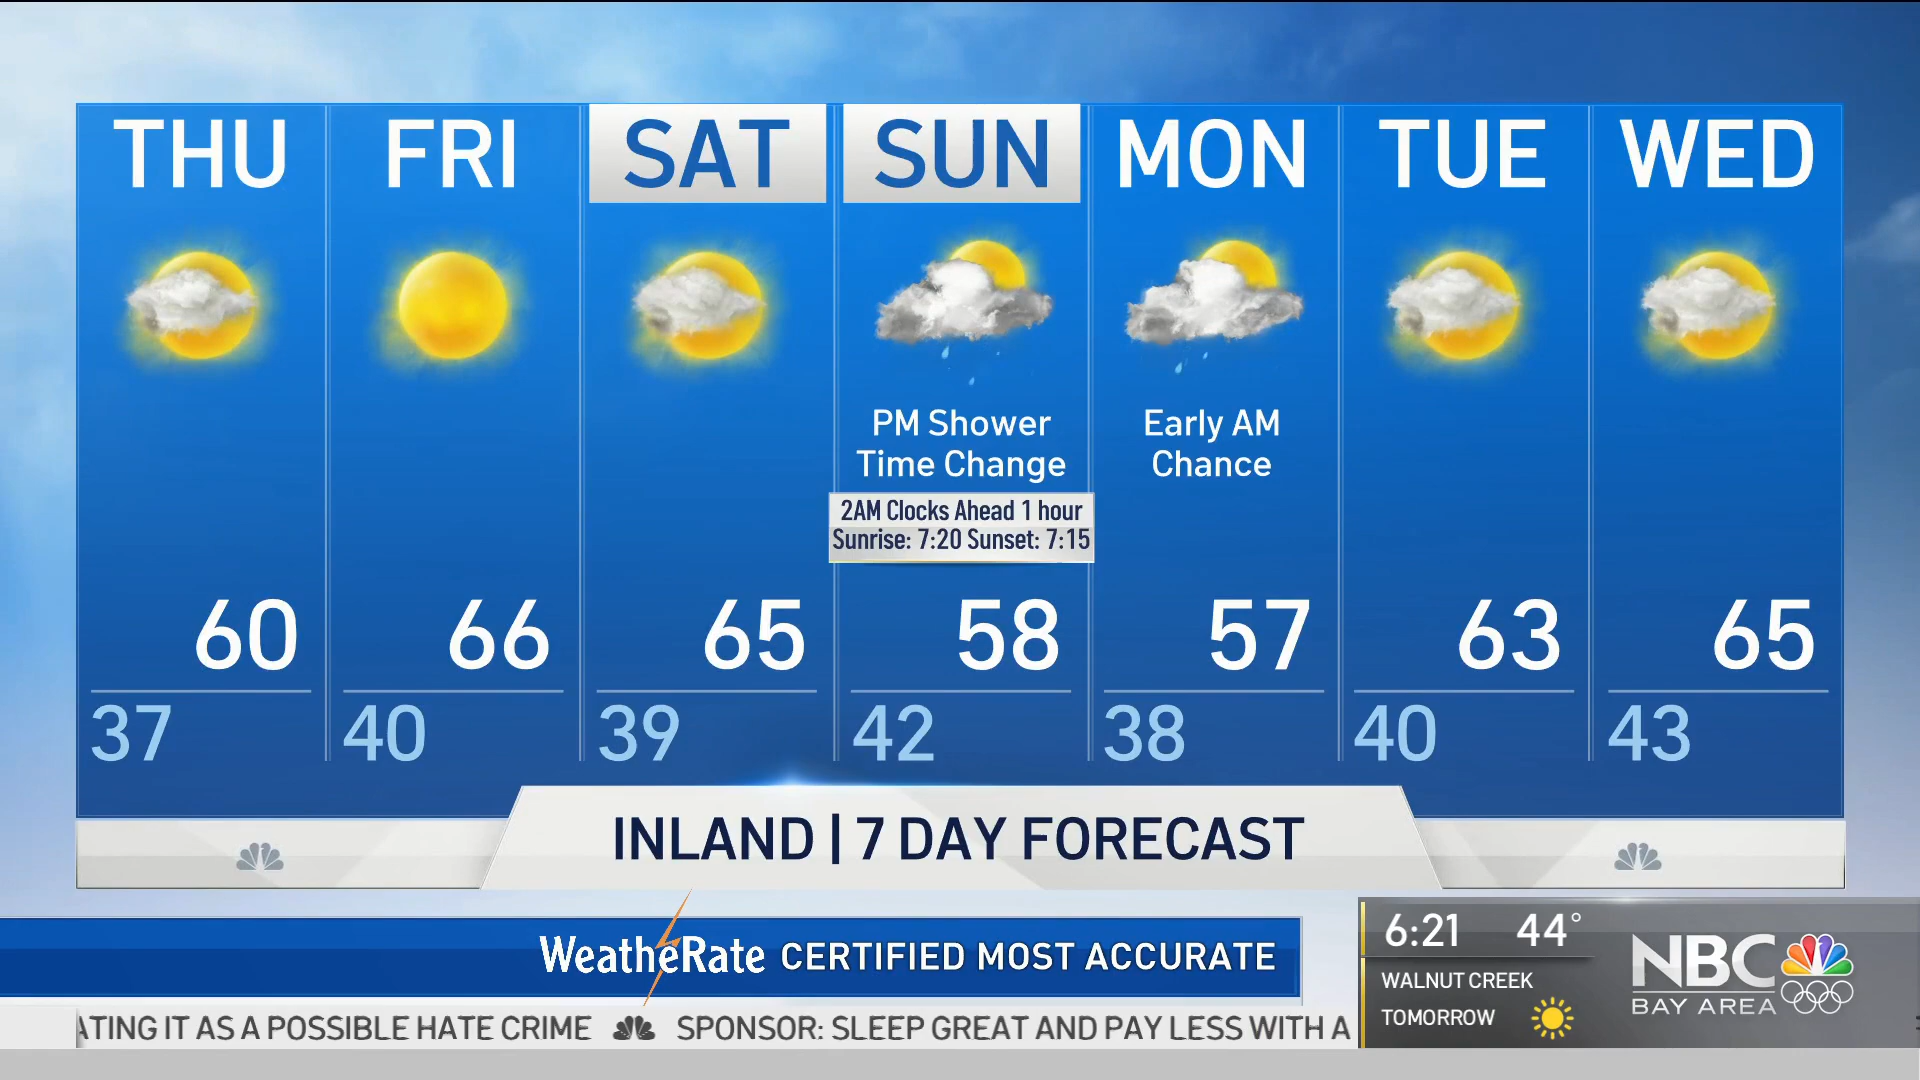 THU FRI SAT SUN MON TUE WED
PM Shower
Time Change
2AM Clocks Ahead 1 hour
Sunrise: 7:20 Sunset: 7:15
Early AM
Chance
60 66 65 58 57 63 65
37 40 39 42 38 40 43
INLAND | 7 DAY FORECAST
WeatheRate CERTIFIED MOST ACCURATE
6:21 44°
WALNUT CREEK
TOMORROW
NBC
BAY AREA
ATING IT AS A POSSIBLE HATE CRIME SPONSOR: SLEEP GREAT AND PAY LESS WITH A